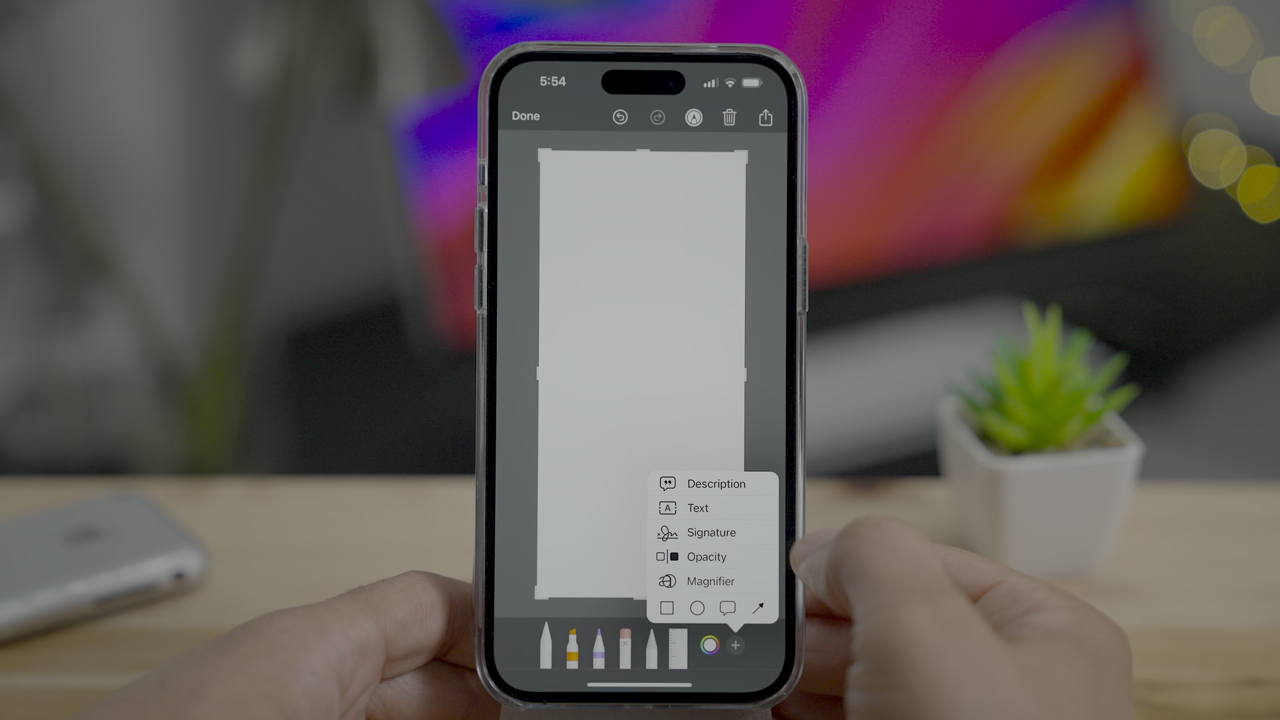 5:54
Done
Description
Text
Signature
Opacity
Magnifier